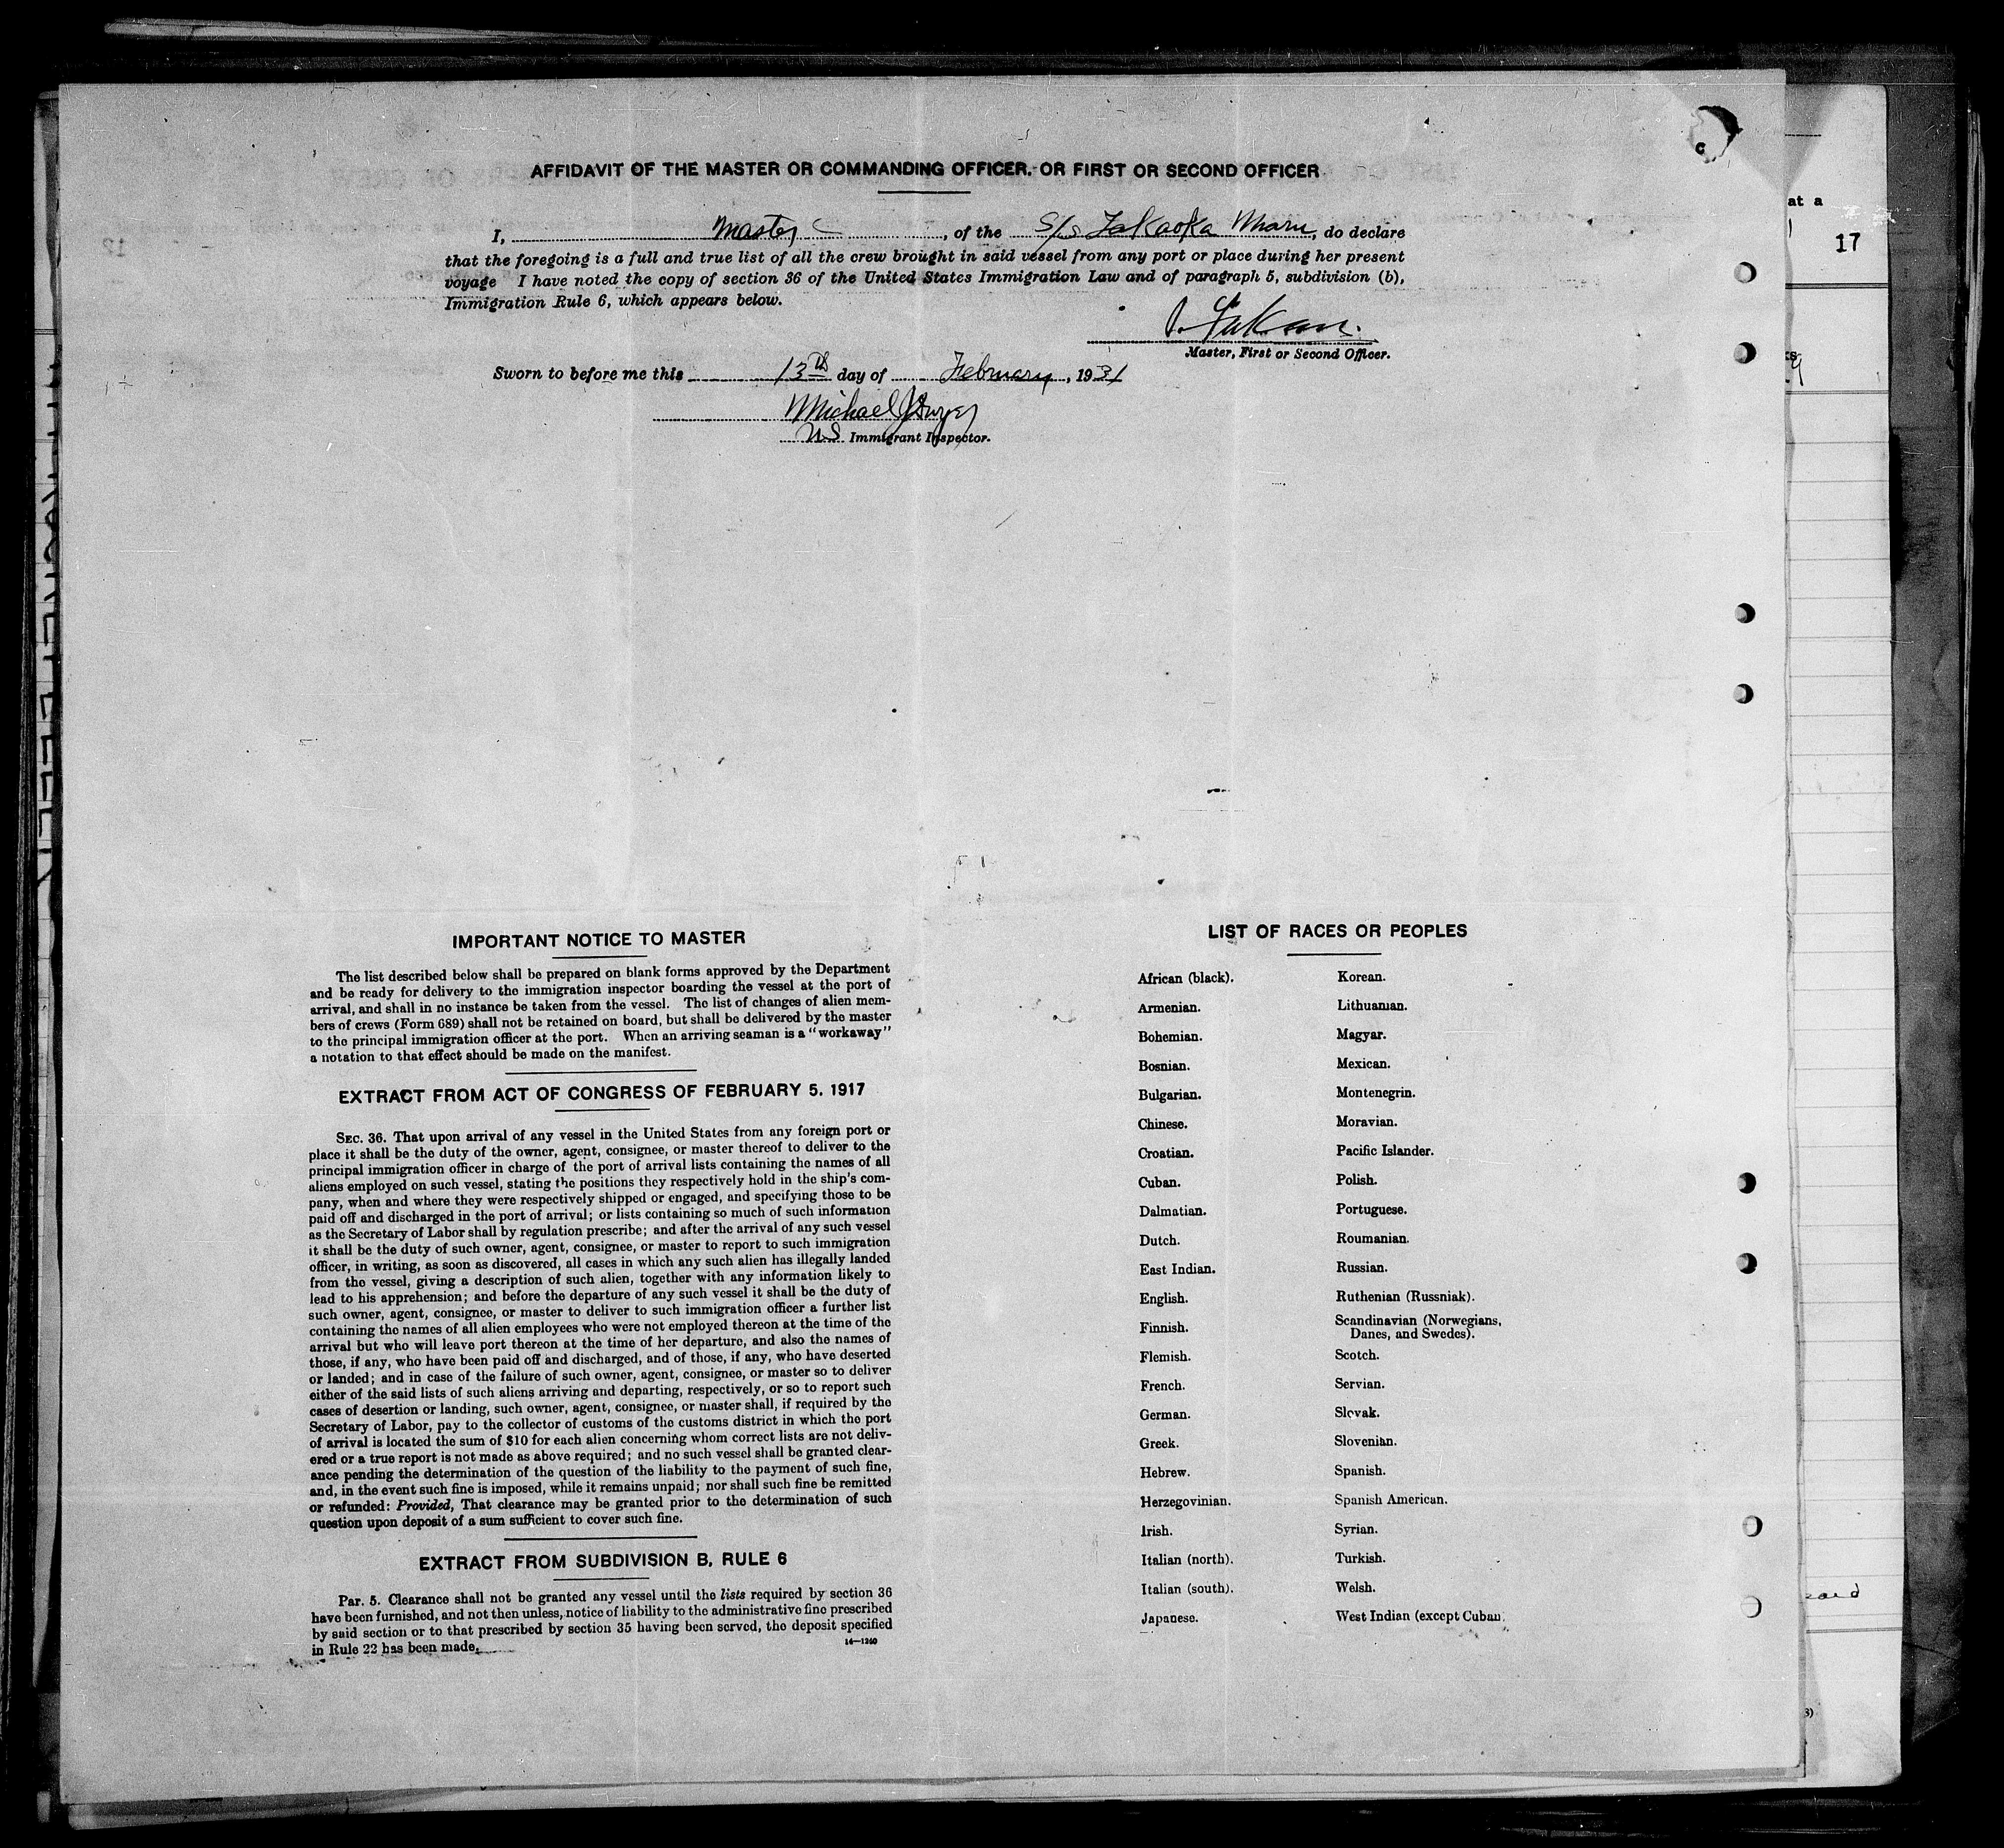 AFFIDAVIT OF THE MASTER OR COMMANDING OFFICER, OR FIRST OR SECOND OFFICER
I, Master, of the S/S Takaoka Maru, do declare
that the foregoing is a full and true list of all the crew brought in said vessel from any port or place during her present
voyage I have noted the copy of section 36 of the United States Immigration Law and of paragraph 5, subdivision (b),
Immigration Rule 6, which appears below.
Master, First or Second Officer.
Sworn to before me this 13th day of February, 1931
Michael J Dwyer
US Immigrant Inspector.
IMPORTANT NOTICE TO MASTER
The list described below shall be prepared on blank forms approved by the Department
and be ready for delivery to the immigration inspector boarding the vessel at the port of
arrival, and shall in no instance be taken from the vessel. The list of changes of alien mem-
bers of crews (Form 689) shall not be retained on board, but shall be delivered by the master
to the principal immigration officer at the port. When an arriving seaman is a "workaway"
a notation to that effect should be made on the manifest.
EXTRACT FROM ACT OF CONGRESS OF FEBRUARY 5, 1917
SEC. 36. That upon arrival of any vessel in the United States from any foreign port or
place it shall be the duty of the owner, agent, consignee, or master thereof to deliver to the
principal immigration officer in charge of the port of arrival lists containing the names of all
aliens employed on such vessel, stating the positions they respectively hold in the ship's com-
pany, when and where they were respectively shipped or engaged, and specifying those to be
paid off and discharged in the port of arrival; or lists containing so much of such information
as the Secretary of Labor shall by regulation prescribe; and after the arrival of any such vessel
it shall be the duty of such owner, agent, consignee, or master to report to such immigration
officer, in writing, as soon as discovered, all cases in which any such alien has illegally landed
from the vessel, giving a description of such alien, together with any information likely to
lead to his apprehension; and before the departure of any such vessel it shall be the duty of
such owner, agent, consignee, or master to deliver to such immigration officer a further list
containing the names of all alien employees who were not employed thereon at the time of the
arrival but who will leave port thereon at the time of her departure, and also the names of
those, if any, who have been paid off and discharged, and of those, if any, who have deserted
or landed; and in case of the failure of such owner, agent, consignee, or master so to deliver
either of the said lists of such aliens arriving and departing, respectively, or so to report such
cases of desertion or landing, such owner, agent, consignee, or master shall, if required by the
Secretary of Labor, pay to the collector of customs of the customs district in which the port
of arrival is located the sum of $10 for each alien concerning whom correct lists are not deliv-
ered or a true report is not made as above required; and no such vessel shall be granted clear-
ance pending the determination of the question of the liability to the payment of such fine,
and, in the event such fine is imposed, while it remains unpaid; nor shall such fine be remitted
or refunded: Provided, That clearance may be granted prior to the determination of such
question upon deposit of a sum sufficient to cover such fine.
EXTRACT FROM SUBDIVISION B, RULE 6
Par. 5. Clearance shall not be granted any vessel until the lists required by section 36
have been furnished, and not then unless, notice of liability to the administrative fine prescribed
by said section or to that prescribed by section 35 having been served, the deposit specified
in Rule 22 has been made.
14—1240
LIST OF RACES OR PEOPLES
African (black).
Armenian.
Bohemian.
Bosnian.
Bulgarian.
Chinese.
Croatian.
Cuban.
Dalmatian.
Dutch.
East Indian.
English.
Finnish.
Flemish.
French.
German.
Greek.
Hebrew.
Herzegovinian.
Irish.
Italian (north).
Italian (south).
Japanese.
Korean.
Lithuanian.
Magyar.
Mexican.
Montenegrin.
Moravian.
Pacific Islander.
Polish.
Portuguese.
Roumanian.
Russian.
Ruthenian (Russniak).
Scandinavian (Norwegians,
Danes, and Swedes).
Scotch.
Servian.
Slovak.
Slovenian.
Spanish.
Spanish American.
Syrian.
Turkish.
Welsh.
West Indian (except Cuban
at a
17